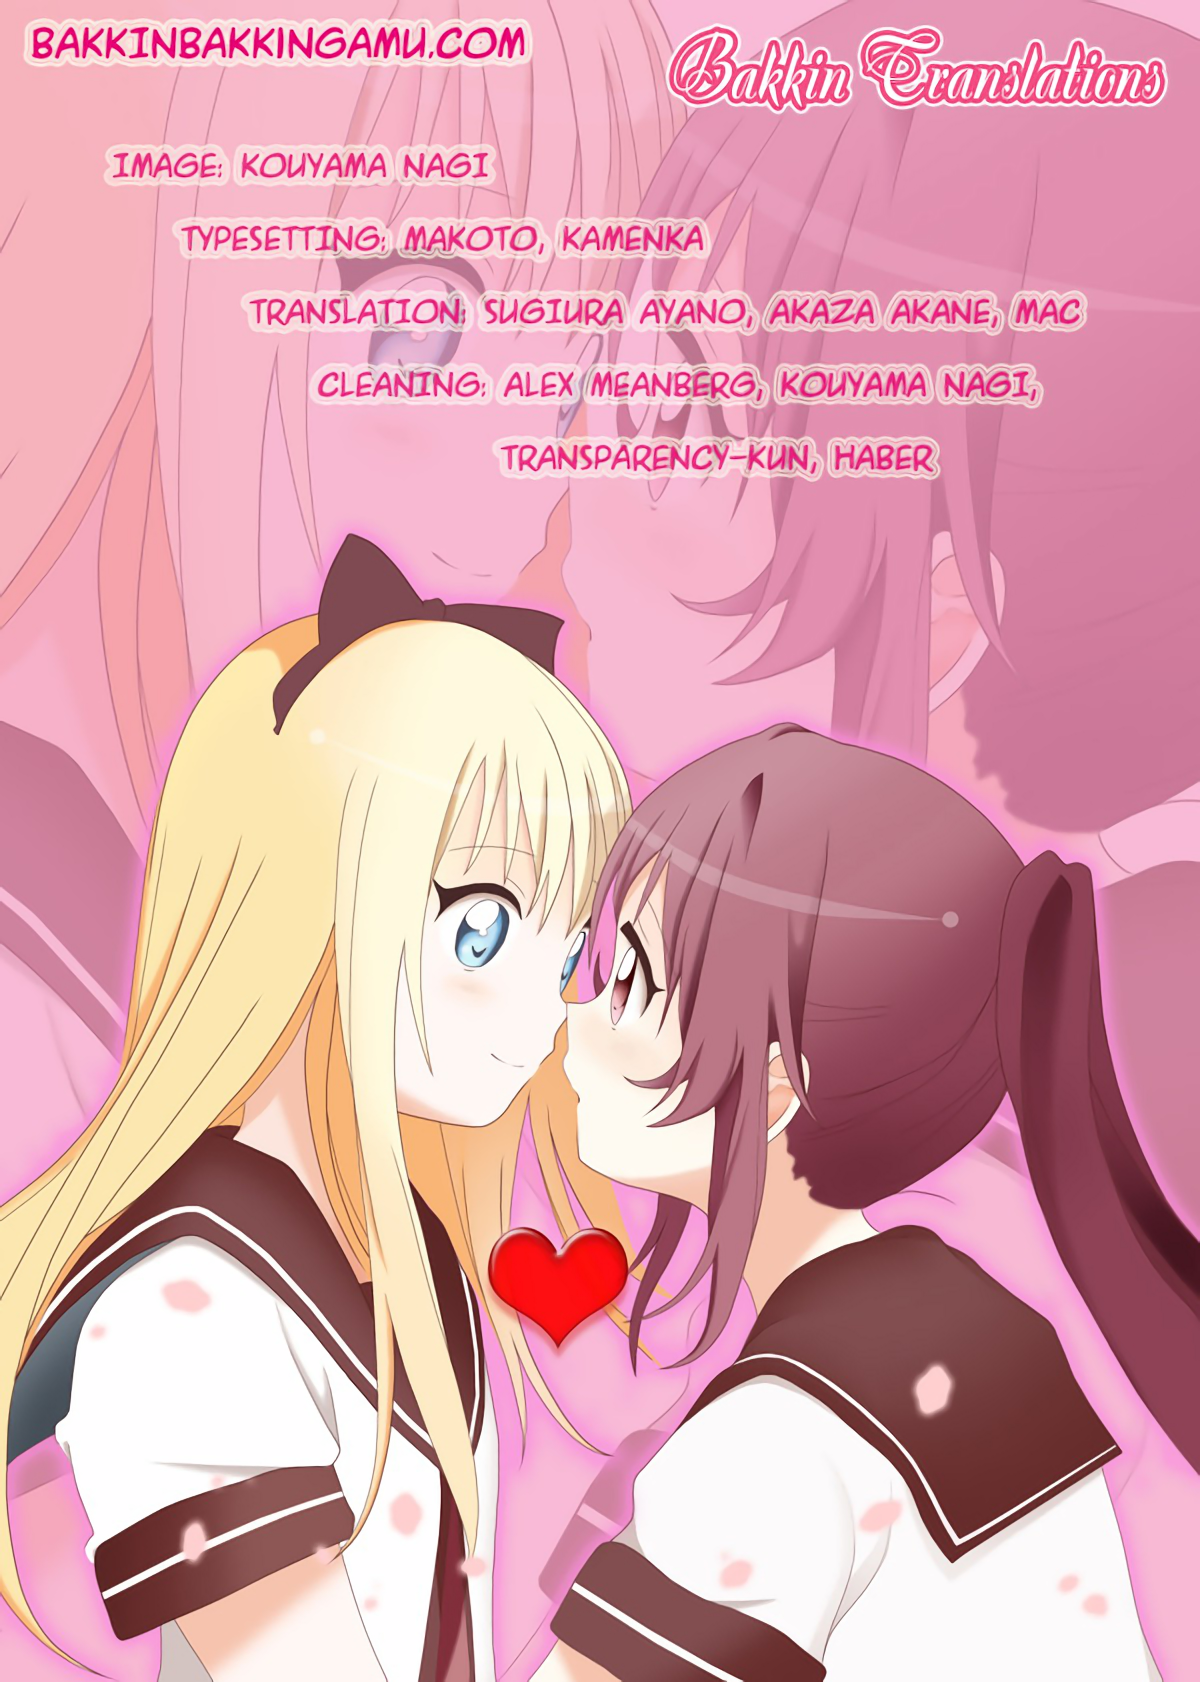 BAKKINBAKKINGAMU.COM
Bakkin Translations
IMAGE: KOUYAMA NAGI
TYPESETTING: MAKOTO, KAMENKA
TRANSLATION: SUGIURA AYANO, AKAZA AKANE, MAC
CLEANING: ALEX MEANBERG, KOUYAMA NAGI,
TRANSPARENCY-KUN, HABER